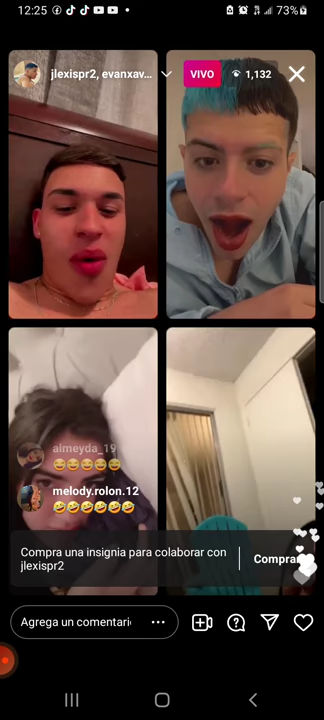 12:25
73%
jlexispr2, evanxav...
VIVO
1,132
almeyda_19
😂😂😂😂😂
melody.rolon.12
🤣🤣🤣🤣🤣🤣
Compra una insignia para colaborar con
jlexispr2
Compra
Agrega un comentari